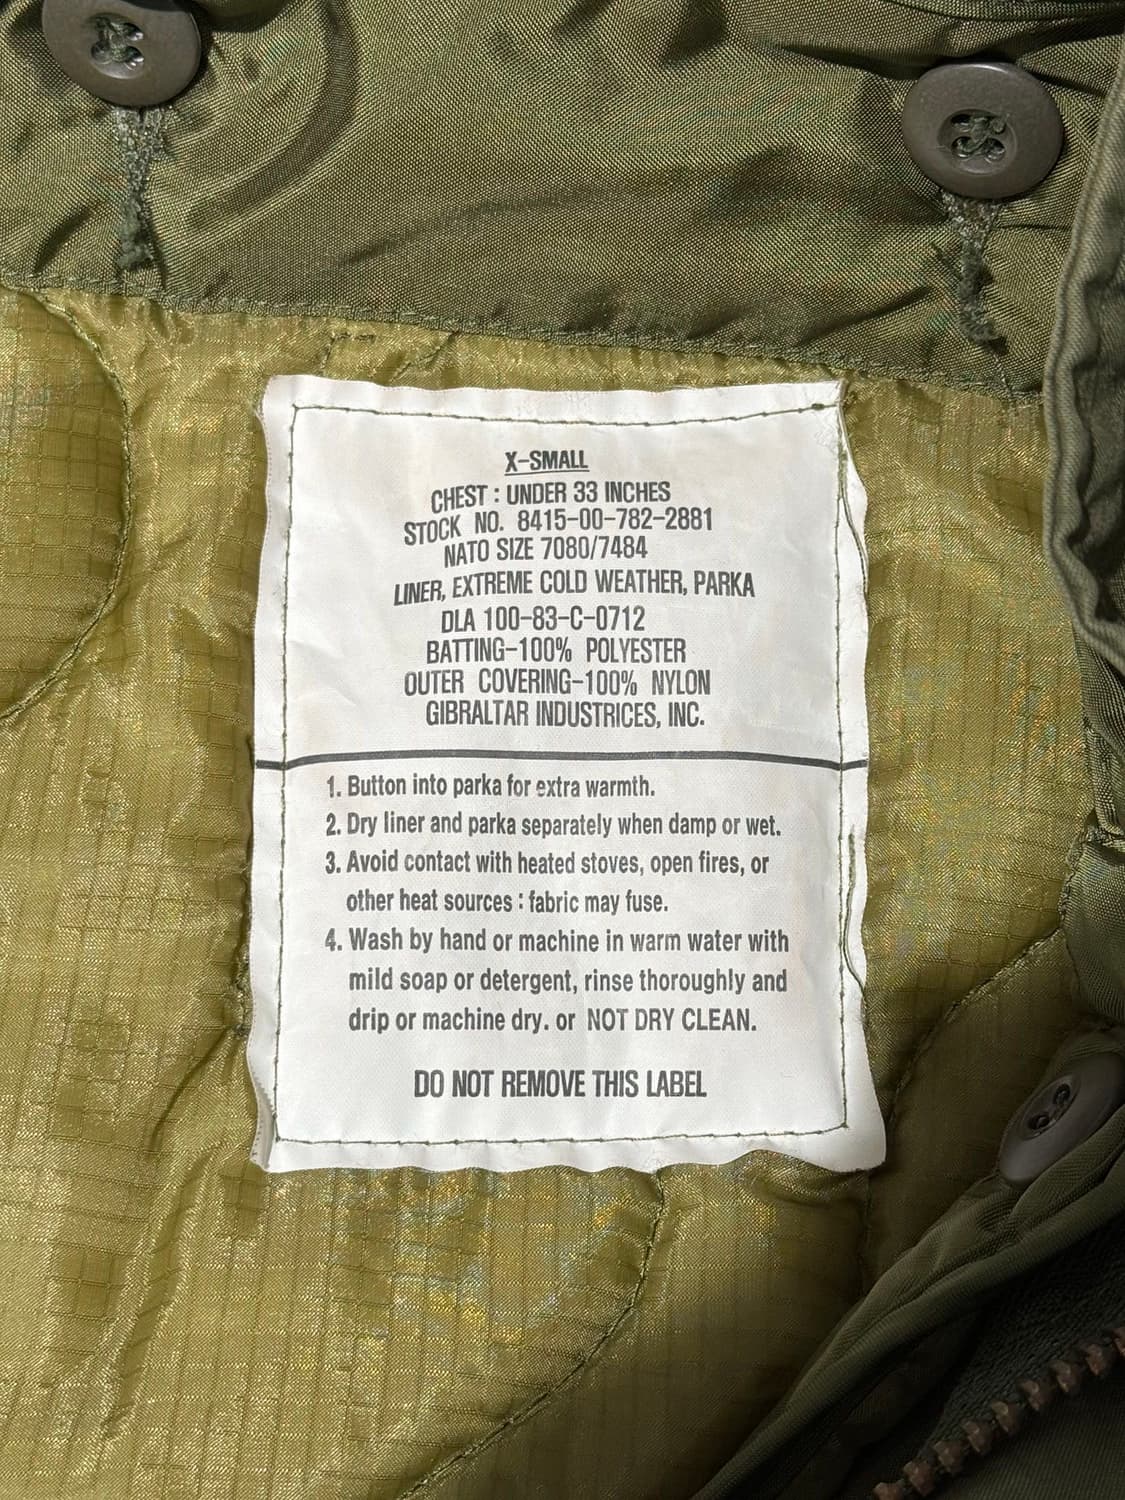 X-SMALL
CHEST : UNDER 33 INCHES
STOCK NO. 8415-00-782-2881
NATO SIZE 7080/7484
LINER, EXTREME COLD WEATHER, PARKA
DLA 100-83-C-0712
BATTING-100% POLYESTER
OUTER COVERING-100% NYLON
GIBRALTAR INDUSTRICES, INC.
1. Button into parka for extra warmth.
2. Dry liner and parka separately when damp or wet.
3. Avoid contact with heated stoves, open fires, or
other heat sources : fabric may fuse.
4. Wash by hand or machine in warm water with
mild soap or detergent, rinse thoroughly and
drip or machine dry. or NOT DRY CLEAN.
DO NOT REMOVE THIS LABEL